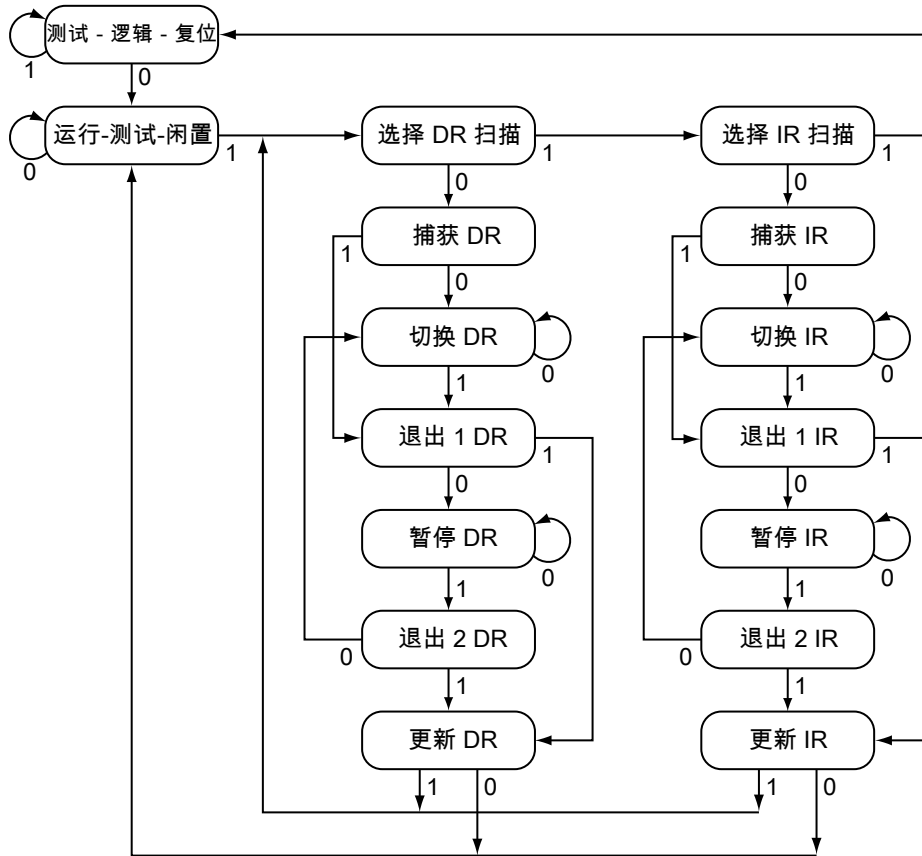 测试 - 逻辑 - 复位
1
0
运行-测试-闲置
0
1
选择 DR 扫描
1
选择 IR 扫描
1
0
0
捕获 DR
1
捕获 IR
1
0
0
切换 DR
0
切换 IR
0
1
1
退出 1 DR
1
退出 1 IR
1
0
0
暂停 DR
0
暂停 IR
0
1
1
退出 2 DR
0
退出 2 IR
0
1
1
更新 DR
更新 IR
1
0
1
0